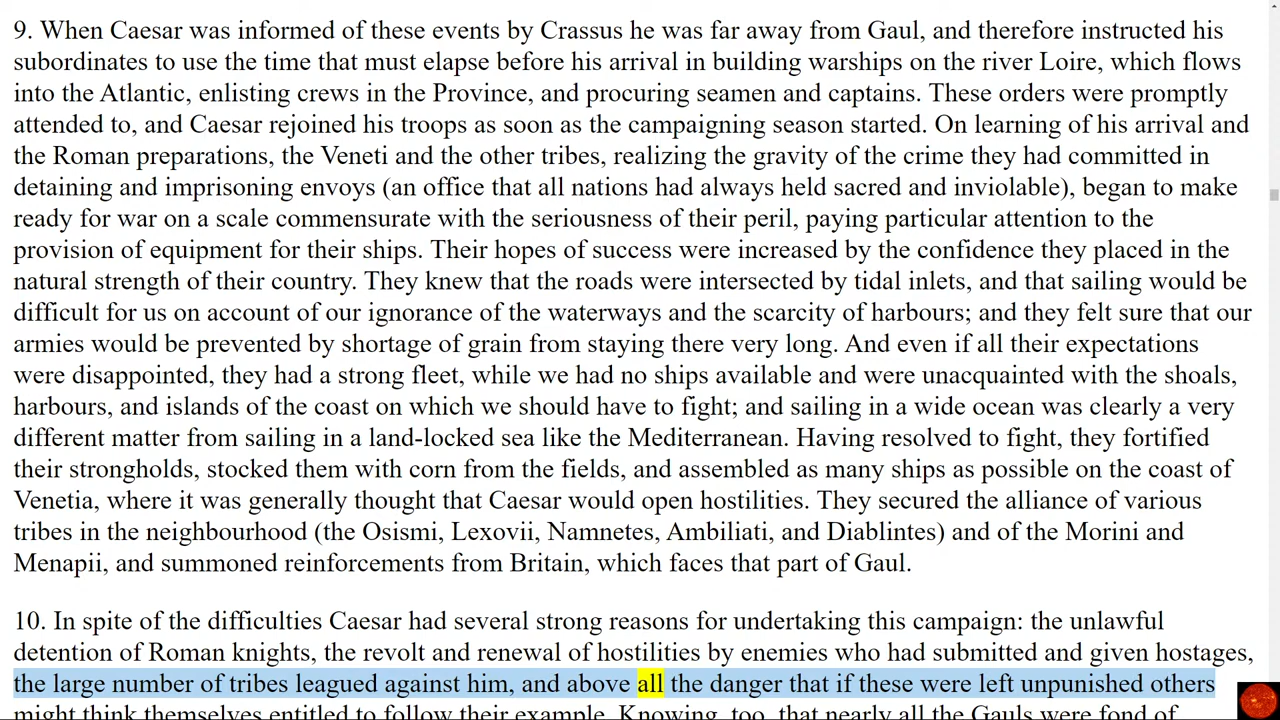 9. When Caesar was informed of these events by Crassus he was far away from Gaul, and therefore instructed his
subordinates to use the time that must elapse before his arrival in building warships on the river Loire, which flows
into the Atlantic, enlisting crews in the Province, and procuring seamen and captains. These orders were promptly
attended to, and Caesar rejoined his troops as soon as the campaigning season started. On learning of his arrival and
the Roman preparations, the Veneti and the other tribes, realizing the gravity of the crime they had committed in
detaining and imprisoning envoys (an office that all nations had always held sacred and inviolable), began to make
ready for war on a scale commensurate with the seriousness of their peril, paying particular attention to the
provision of equipment for their ships. Their hopes of success were increased by the confidence they placed in the
natural strength of their country. They knew that the roads were intersected by tidal inlets, and that sailing would be
difficult for us on account of our ignorance of the waterways and the scarcity of harbours; and they felt sure that our
armies would be prevented by shortage of grain from staying there very long. And even if all their expectations
were disappointed, they had a strong fleet, while we had no ships available and were unacquainted with the shoals,
harbours, and islands of the coast on which we should have to fight; and sailing in a wide ocean was clearly a very
different matter from sailing in a land-locked sea like the Mediterranean. Having resolved to fight, they fortified
their strongholds, stocked them with corn from the fields, and assembled as many ships as possible on the coast of
Venetia, where it was generally thought that Caesar would open hostilities. They secured the alliance of various
tribes in the neighbourhood (the Osismi, Lexovii, Namnetes, Ambiliati, and Diablintes) and of the Morini and
Menapii, and summoned reinforcements from Britain, which faces that part of Gaul.
10. In spite of the difficulties Caesar had several strong reasons for undertaking this campaign: the unlawful
detention of Roman knights, the revolt and renewal of hostilities by enemies who had submitted and given hostages,
the large number of tribes leagued against him, and above all the danger that if these were left unpunished others
might think themselves entitled to follow their example. Knowing, too, that nearly all the Gauls were fond of